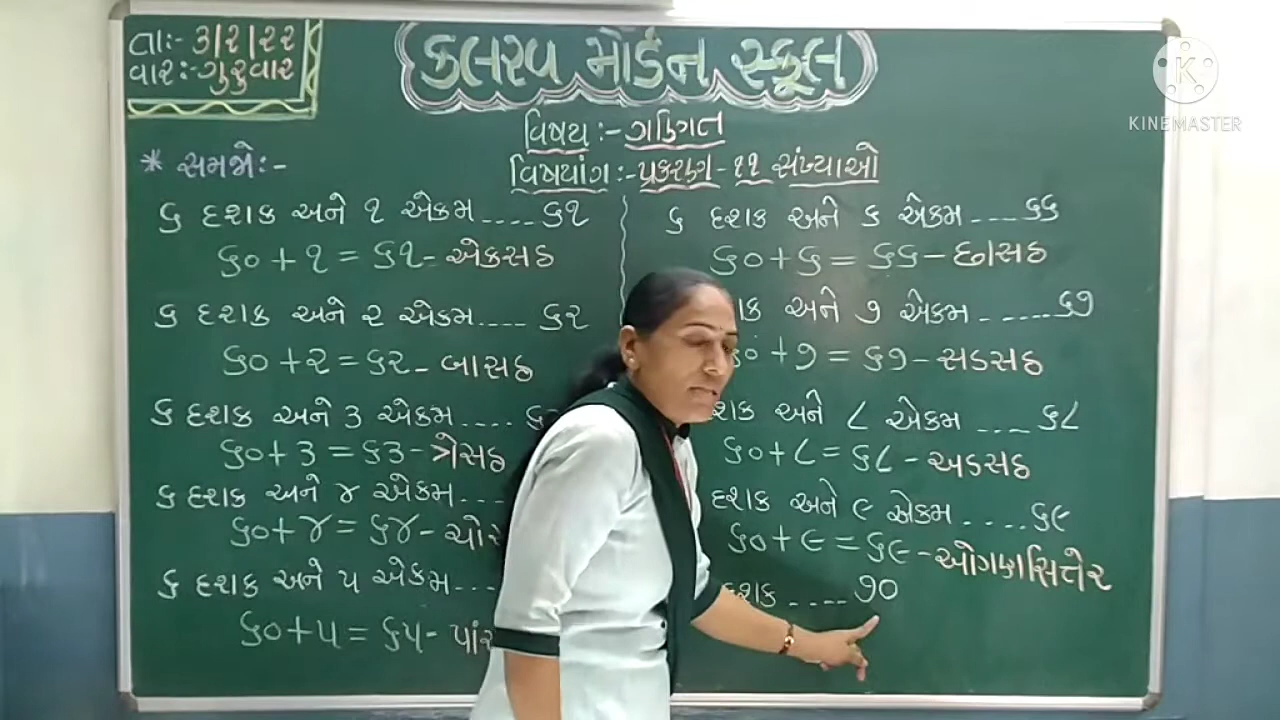 તાઃ- ૩/૨/૨૨
વારઃ-ગુરુવાર
કલરવ મોર્ડન સ્કૂલ
KINEMASTER
વિષયઃ-ગણિત
વિષયાંગઃ-પ્રકરણ-૧૧ સંખ્યાઓ
* સમજોઃ-
૬ દશક અને ૧ એકમ....૬૧
૬૦+૧=૬૧-એકસઠ
૬ દશક અને ૨ એકમ....૬૨
૬૦+૨=૬૨-બાસઠ
૬ દશક અને ૩ એકમ....
૬૦+૩=૬૩-ત્રેસઠ
૬ દશક અને ૪ એકમ...
૬૦+૪=૬૪-
૬ દશક અને ૫ એકમ...
૬૦+૫=૬૫-
૬ દશક અને ૬ એકમ....૬૬
૬૦+૬=૬૬-છાસઠ
અને ૭ એકમ......૬૭
૬૦+૭=૬૭-સડસઠ
અને ૮ એકમ ...૬૮
૬૦+૮=૬૮-અડસઠ
દશક અને ૯ એકમ....૬૯
૬૦+૯=૬૯-ઓગણસિત્તેર
દશક....૭૦